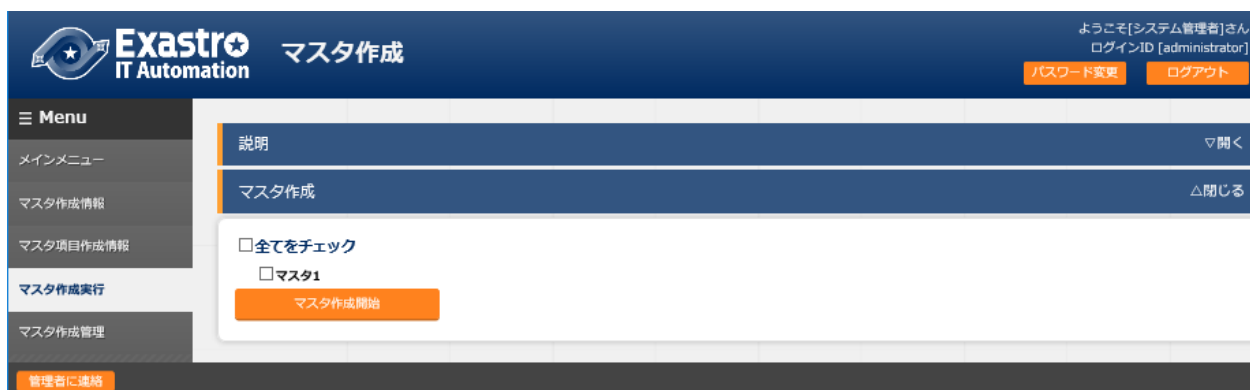 Exastro
IT Automation
マスタ作成
ようこそ[システム管理者]さん
ログインID [administrator]
パスワード変更
ログアウト
☰ Menu
メインメニュー
マスタ作成情報
マスタ項目作成情報
マスタ作成実行
マスタ作成管理
説明
▽開く
マスタ作成
△閉じる
全てをチェック
マスタ1
マスタ作成開始
管理者に連絡